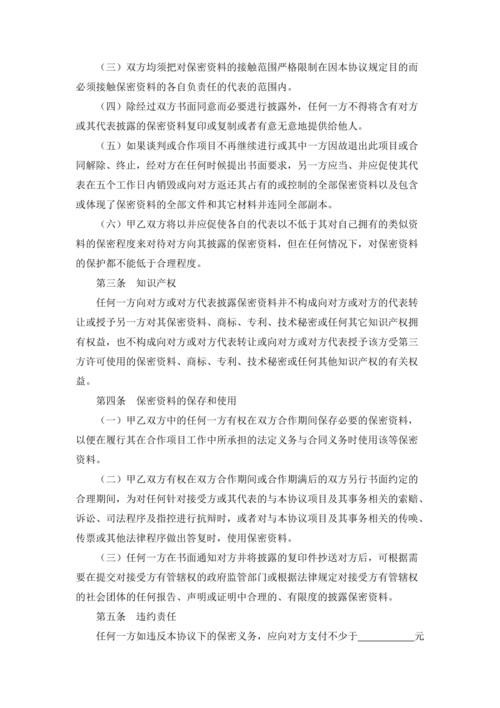 （三）双方均须把对保密资料的接触范围严格限制在因本协议规定目的而
必须接触保密资料的各自负责任的代表的范围内。
（四）除经过双方书面同意而必要进行披露外，任何一方不得将含有对方
或其代表披露的保密资料复印或复制或者有意无意地提供给他人。
（五）如果谈判或合作项目不再继续进行或其中一方因故退出此项目或合
同解除、终止，经对方在任何时候提出书面要求，另一方应当、并应促使其代
表在五个工作日内销毁或向对方返还其占有的或控制的全部保密资料以及包含
或体现了保密资料的全部文件和其它材料并连同全部副本。
（六）甲乙双方将以并应促使各自的代表以不低于其对自己拥有的类似资
料的保密程度来对待对方向其披露的保密资料，但在任何情况下，对保密资料
的保护都不能低于合理程度。
第三条　知识产权
任何一方向对方或对方代表披露保密资料并不构成向对方或对方的代表转
让或授予另一方对其保密资料、商标、专利、技术秘密或任何其它知识产权拥
有权益，也不构成向对方或对方代表转让或向对方或对方代表授予该方受第三
方许可使用的保密资料、商标、专利、技术秘密或任何其他知识产权的有关权
益。
第四条　保密资料的保存和使用
（一）甲乙双方中的任何一方有权在双方合作期间保存必要的保密资料，
以便在履行其在合作项目工作中所承担的法定义务与合同义务时使用该等保密
资料。
（二）甲乙双方有权在双方合作期间或合作期满后的双方另行书面约定的
合理期间，为对任何针对接受方或其代表的与本协议项目及其事务相关的索赔、
诉讼、司法程序及指控进行抗辩时，或者对与本协议项目及其事务相关的传唤、
传票或其他法律程序做出答复时，使用保密资料。
（三）任何一方在书面通知对方并将披露的复印件抄送对方后，可根据需
要在提交对接受方有管辖权的政府监管部门或根据法律规定对接受方有管辖权
的社会团体的任何报告、声明或证明中合理的、有限度的披露保密资料。
第五条　违约责任
任何一方如违反本协议下的保密义务，应向对方支付不少于__________元